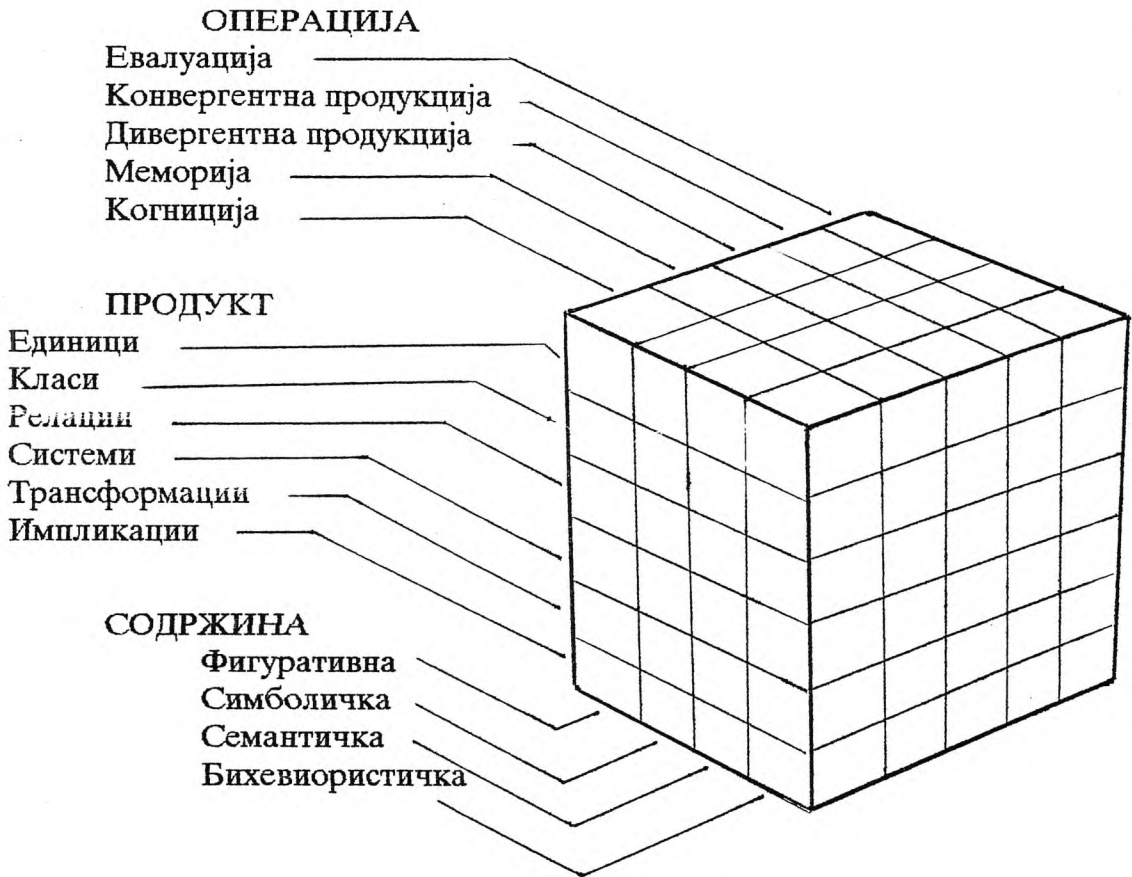 ОПЕРАЦИЈА
Евалуација
Конвергентна продукција
Дивергентна продукција
Меморија
Когниција
ПРОДУКТ
Единици
Класи
Релации
Системи
Трансформации
Импликации
СОДРЖИНА
Фигуративна
Симболичка
Семантичка
Бихевиористичка